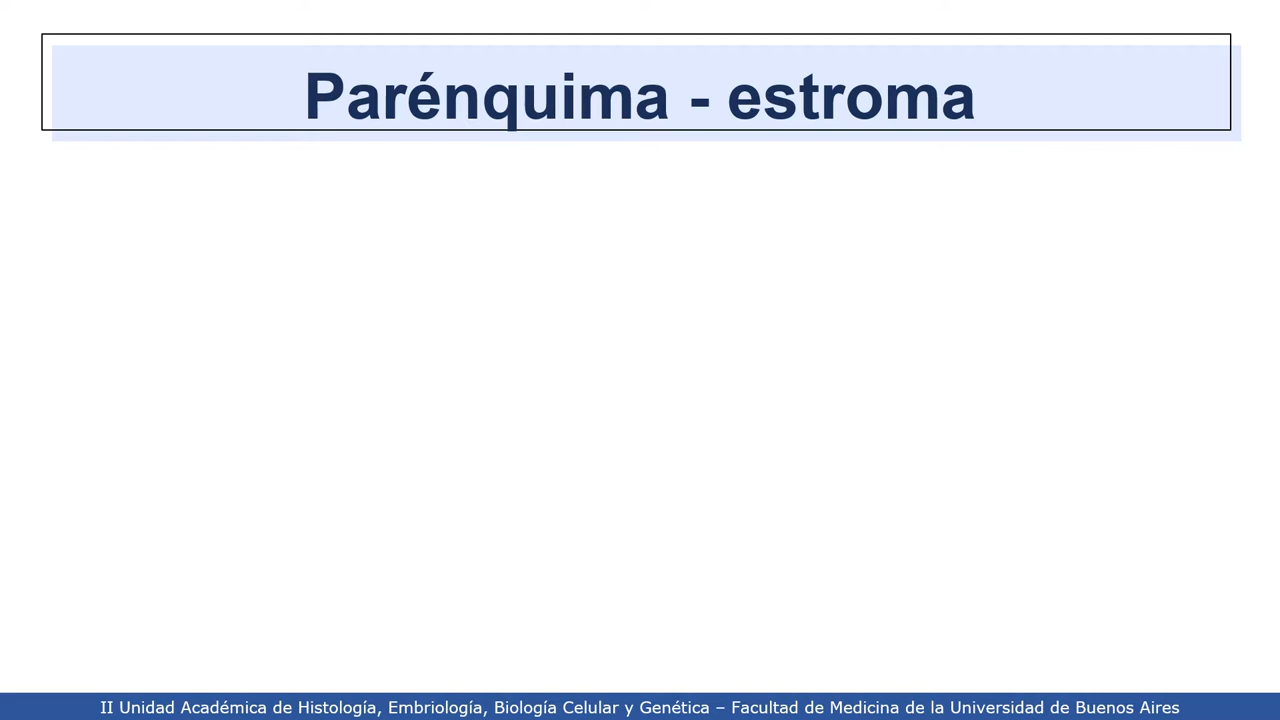 Parénquima - estroma
II Unidad Académica de Histología, Embriología, Biología Celular y Genética – Facultad de Medicina de la Universidad de Buenos Aires